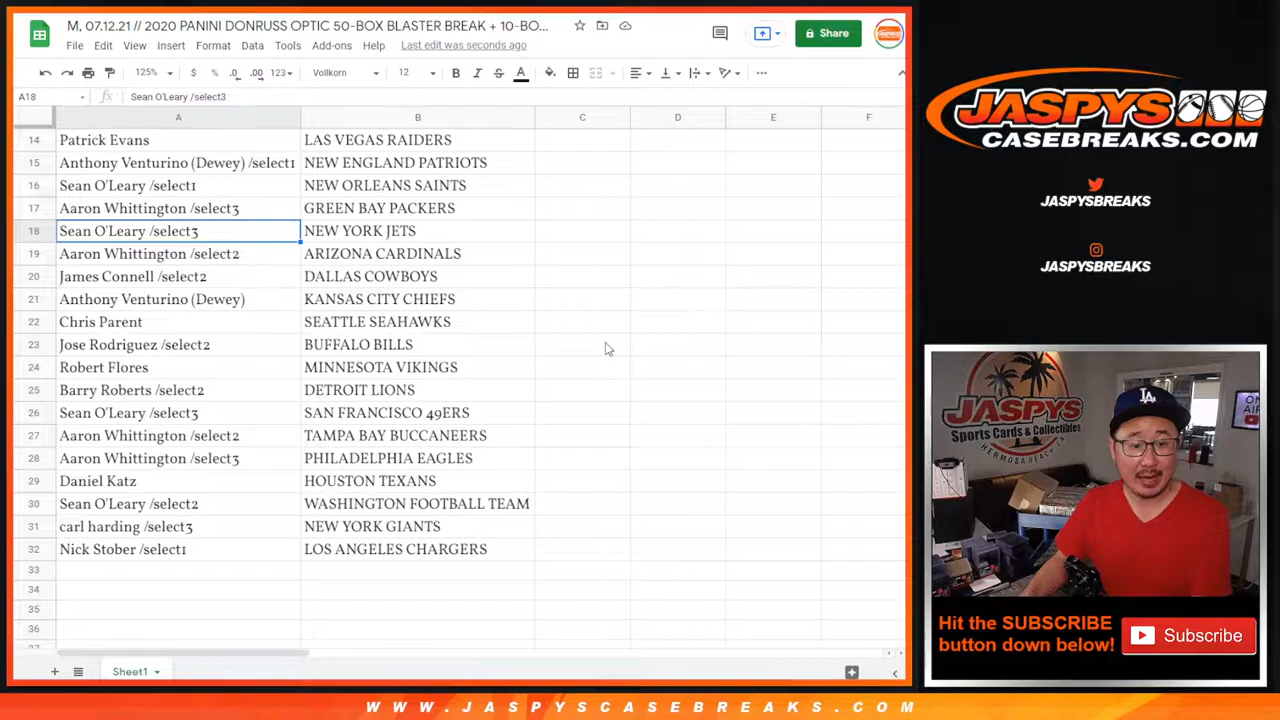 M, 07.12.21 // 2020 PANINI DONRUSS OPTIC 50-BOX BLASTER BREAK + 10-BO...
File Edit View Insert Format Data Tools Add-ons Help Last edit was seconds ago
Share
125% $ % .0 .00 123 Vollkorn 12 B I S A
A18 fx Sean O'Leary /select3
A B C D E F
14 Patrick Evans LAS VEGAS RAIDERS
15 Anthony Venturino (Dewey) /select1 NEW ENGLAND PATRIOTS
16 Sean O'Leary /select1 NEW ORLEANS SAINTS
17 Aaron Whittington /select3 GREEN BAY PACKERS
18 Sean O'Leary /select3 NEW YORK JETS
19 Aaron Whittington /select2 ARIZONA CARDINALS
20 James Connell /select2 DALLAS COWBOYS
21 Anthony Venturino (Dewey) KANSAS CITY CHIEFS
22 Chris Parent SEATTLE SEAHAWKS
23 Jose Rodriguez /select2 BUFFALO BILLS
24 Robert Flores MINNESOTA VIKINGS
25 Barry Roberts /select2 DETROIT LIONS
26 Sean O'Leary /select3 SAN FRANCISCO 49ERS
27 Aaron Whittington /select2 TAMPA BAY BUCCANEERS
28 Aaron Whittington /select3 PHILADELPHIA EAGLES
29 Daniel Katz HOUSTON TEXANS
30 Sean O'Leary /select2 WASHINGTON FOOTBALL TEAM
31 carl harding /select3 NEW YORK GIANTS
32 Nick Stober /select1 LOS ANGELES CHARGERS
33
34
35
36
Sheet1
JASPYS
CASEBREAKS.COM
JASPYSBREAKS
JASPYSBREAKS
JASPYS
Sports Cards & Collectibles
HERMOSA BEACH, CA
LA
ON
AIR
Hit the SUBSCRIBE
button down below!
Subscribe
WWW.JASPYSCASEBREAKS.COM